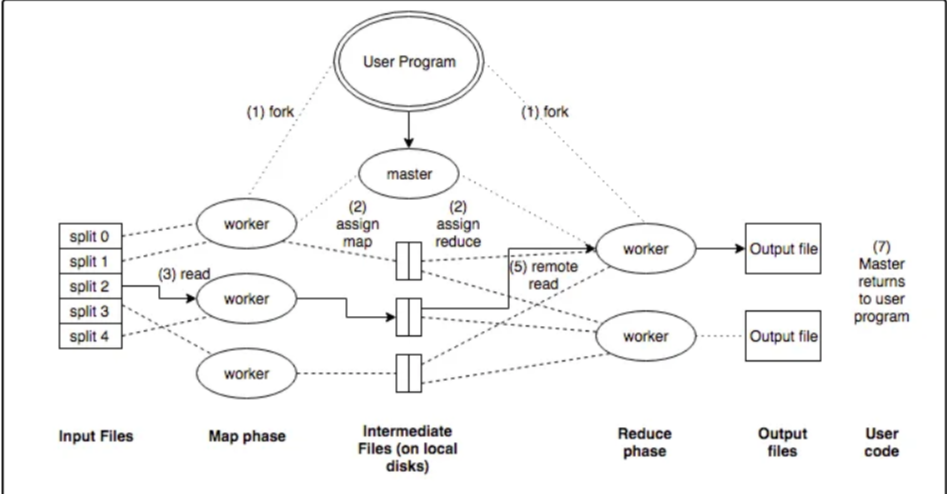 User Program
(1) fork
(1) fork
master
(2)
assign
map
(2)
assign
reduce
worker
split 0
split 1
split 2
split 3
split 4
(3) read
worker
worker
(5) remote
read
worker
worker
Output file
Output file
(7)
Master
returns
to user
program
Input Files
Map phase
Intermediate
Files (on local
disks)
Reduce
phase
Output
files
User
code